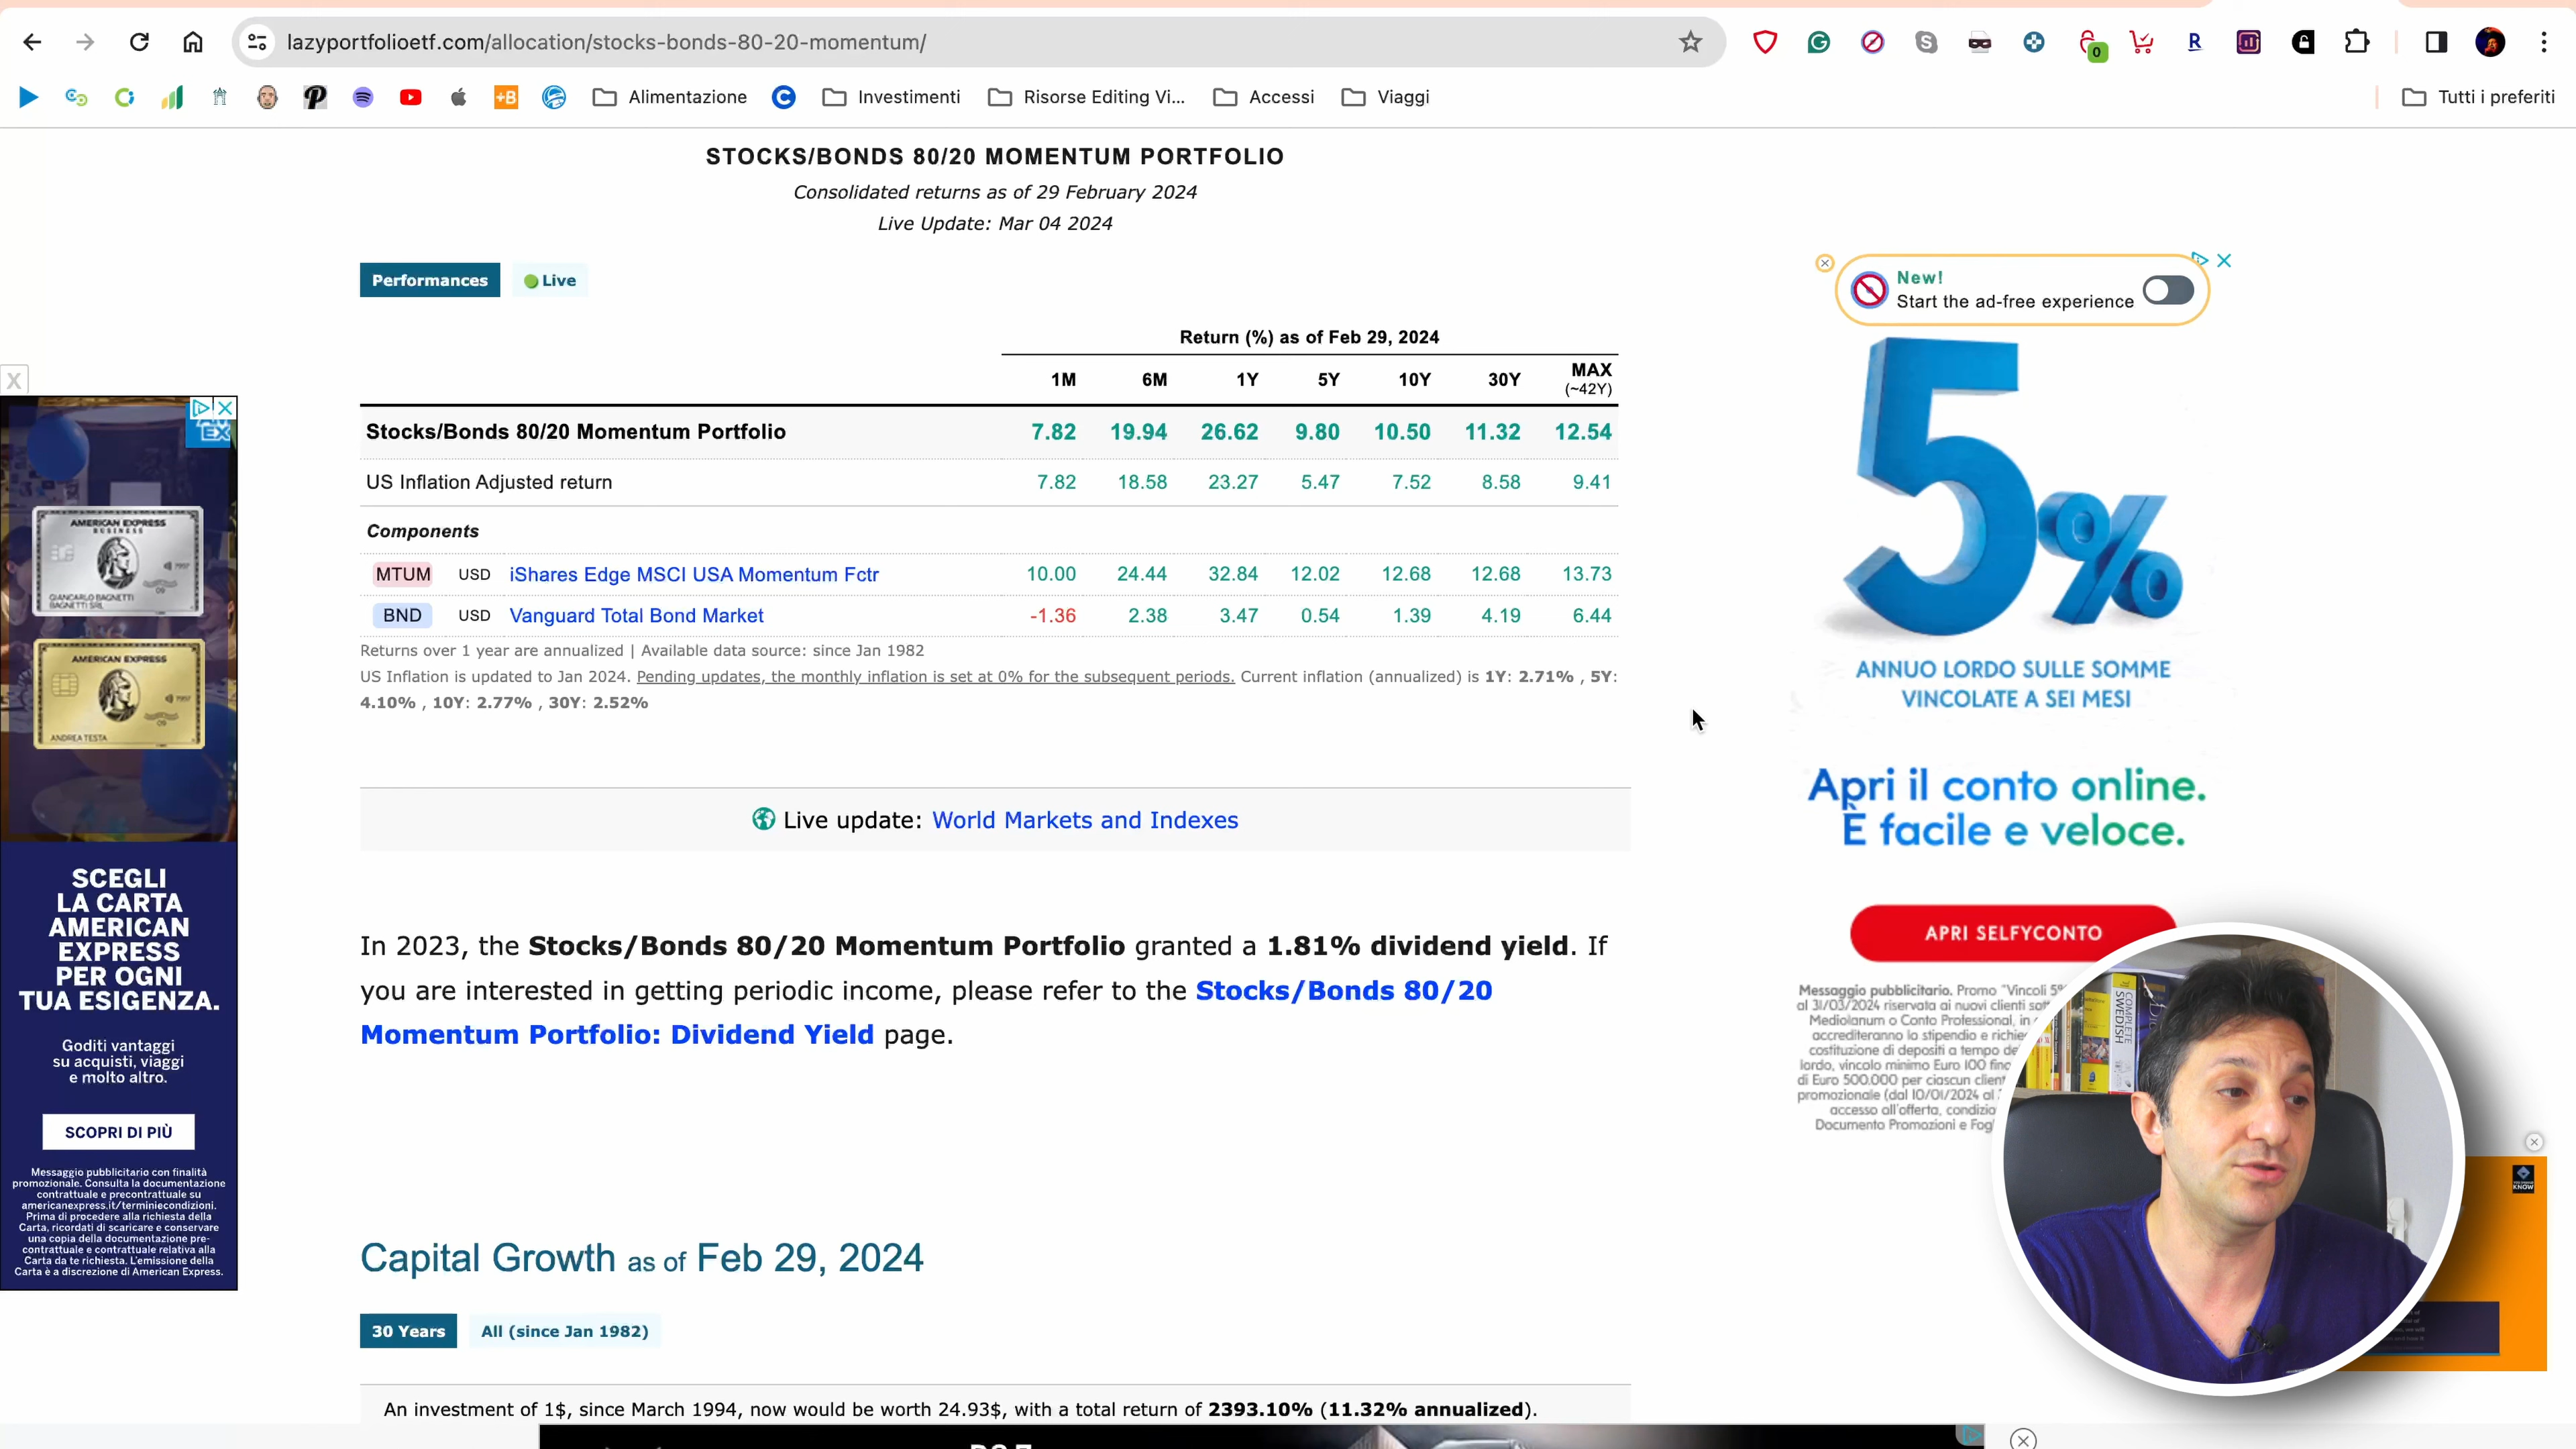 lazyportfolioetf.com/allocation/stocks-bonds-80-20-momentum/
0
Alimentazione
Investimenti
Risorse Editing Vi...
Accessi
Viaggi
Tutti i preferiti
STOCKS/BONDS 80/20 MOMENTUM PORTFOLIO
Consolidated returns as of 29 February 2024
Live Update: Mar 04 2024
Performances
Live
Return (%) as of Feb 29, 2024
1M 6M 1Y 5Y 10Y 30Y MAX
(~42Y)
Stocks/Bonds 80/20 Momentum Portfolio 7.82 19.94 26.62 9.80 10.50 11.32 12.54
US Inflation Adjusted return 7.82 18.58 23.27 5.47 7.52 8.58 9.41
Components
MTUM USD iShares Edge MSCI USA Momentum Fctr 10.00 24.44 32.84 12.02 12.68 12.68 13.73
BND USD Vanguard Total Bond Market -1.36 2.38 3.47 0.54 1.39 4.19 6.44
Returns over 1 year are annualized | Available data source: since Jan 1982
US Inflation is updated to Jan 2024. Pending updates, the monthly inflation is set at 0% for the subsequent periods. Current inflation (annualized) is 1Y: 2.71% , 5Y:
4.10% , 10Y: 2.77% , 30Y: 2.52%
Live update: World Markets and Indexes
In 2023, the Stocks/Bonds 80/20 Momentum Portfolio granted a 1.81% dividend yield. If
you are interested in getting periodic income, please refer to the Stocks/Bonds 80/20
Momentum Portfolio: Dividend Yield page.
Capital Growth as of Feb 29, 2024
30 Years
All (since Jan 1982)
An investment of 1$, since March 1994, now would be worth 24.93$, with a total return of 2393.10% (11.32% annualized).
X
AMERICAN EXPRESS
BUSINESS
GIANCARLO BAGNETTI
BAGNETTI SRL
AMERICAN EXPRESS
ANDREA TESTA
SCEGLI
LA CARTA
AMERICAN
EXPRESS
PER OGNI
TUA ESIGENZA.
Goditi vantaggi
su acquisti, viaggi
e molto altro.
SCOPRI DI PIÙ
Messaggio pubblicitario con finalità
promozionale. Consulta la documentazione
contrattuale e precontrattuale su
americanexpress.it/terminiecondizioni.
Prima di procedere alla richiesta della
Carta, ricordati di scaricare e conservare
una copia della documentazione pre-
contrattuale e contrattuale relativa alla
Carta da te richiesta. L'emissione della
Carta è a discrezione di American Express.
New!
Start the ad-free experience
5%
ANNUO LORDO SULLE SOMME
VINCOLATE A SEI MESI
Apri il conto online.
È facile e veloce.
APRI SELFYCONTO
Messaggio pubblicitario. Promo "Vincoli 5%
al 31/03/2024 riservata ai nuovi clienti
Mediolanum o Conto Professional, in
accrediteranno lo stipendio e
costituzione di depositi a tempo
lordo, vincolo minimo Euro 100
di Euro 500.000 per ciascun
promozionale (dal 10/01/2024 al
accesso all'offerta,
Documento Promozioni e
COMPLETE
SWEDISH
KNOW